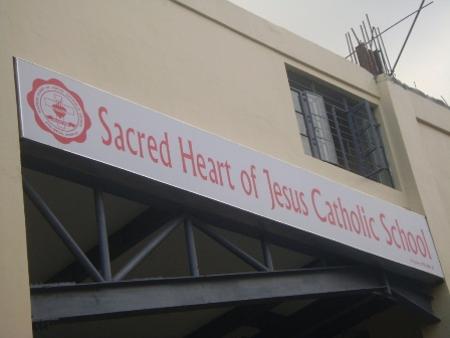 Sacred Heart of Jesus Catholic School